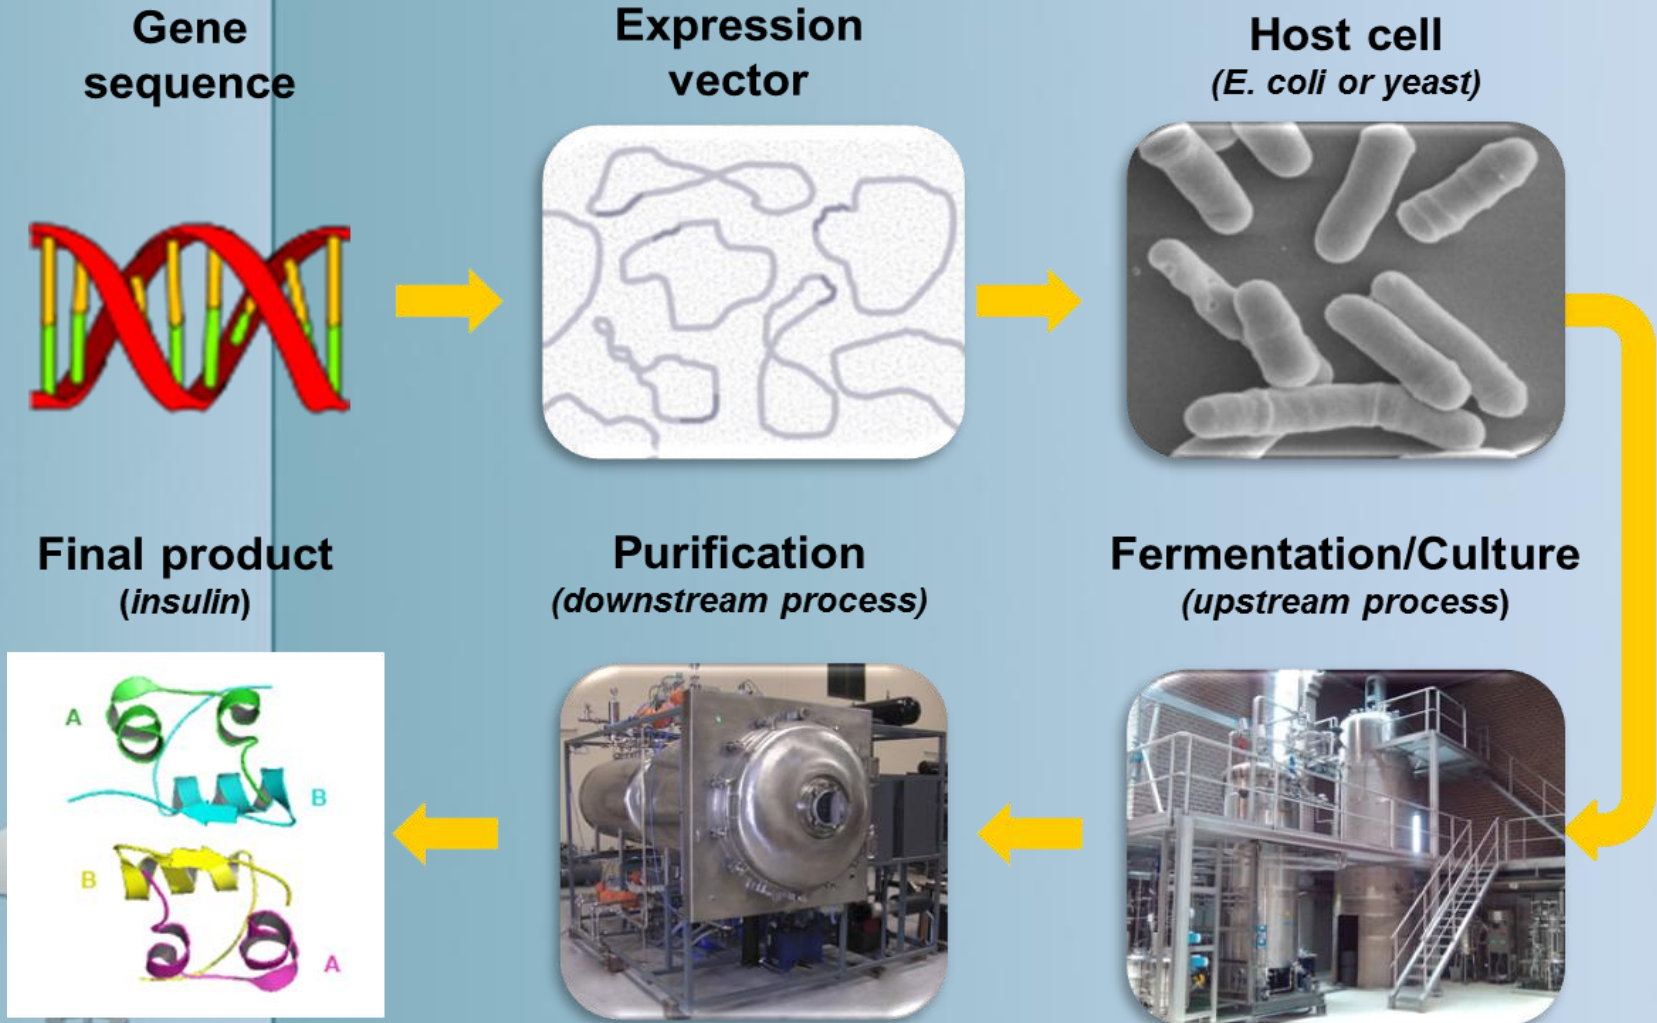 Gene
sequence
Expression
vector
Host cell
(E. coli or yeast)
Final product
(insulin)
Purification
(downstream process)
Fermentation/Culture
(upstream process)
A
B
B
A